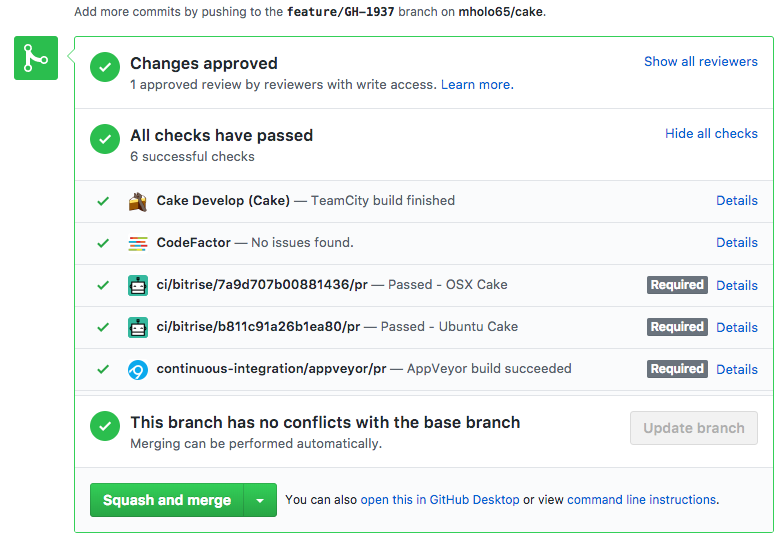 Add more commits by pushing to the feature/GH-1937 branch on mholo65/cake.
Changes approved
Show all reviewers
1 approved review by reviewers with write access. Learn more.
All checks have passed
Hide all checks
6 successful checks
Cake Develop (Cake) — TeamCity build finished
Details
CodeFactor — No issues found.
Details
ci/bitrise/7a9d707b00881436/pr — Passed - OSX Cake
Required Details
ci/bitrise/b811c91a26b1ea80/pr — Passed - Ubuntu Cake
Required Details
continuous-integration/appveyor/pr — AppVeyor build succeeded
Required Details
This branch has no conflicts with the base branch
Merging can be performed automatically.
Update branch
Squash and merge
You can also open this in GitHub Desktop or view command line instructions.